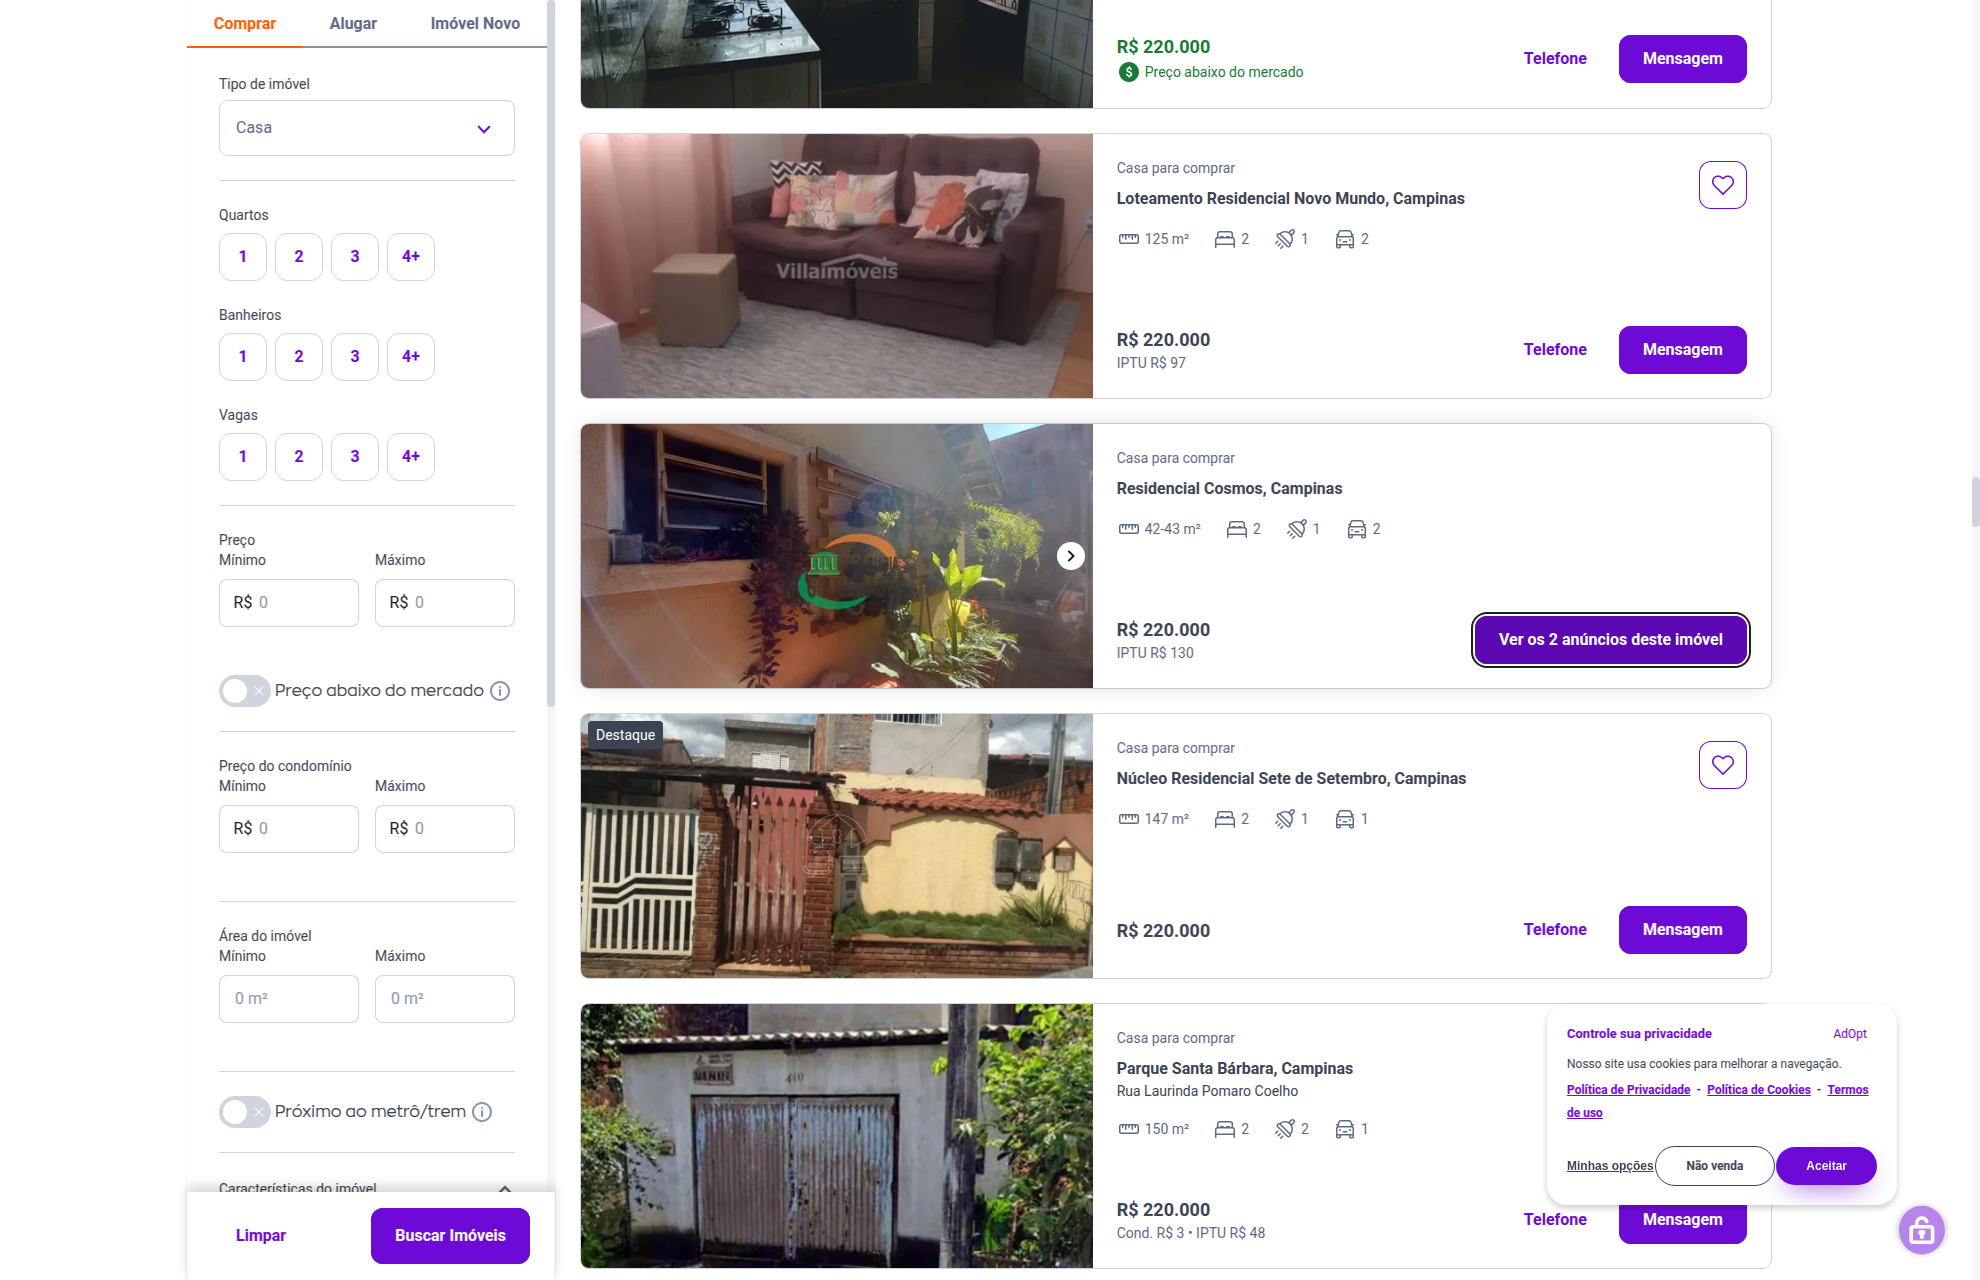 Comprar
Alugar
Imóvel Novo
Tipo de imóvel
Casa
Quartos
1
2
3
4+
Banheiros
1
2
3
4+
Vagas
1
2
3
4+
Preço
Mínimo
Máximo
R$ 0
R$ 0
Preço abaixo do mercado
Preço do condomínio
Mínimo
Máximo
R$ 0
R$ 0
Área do imóvel
Mínimo
Máximo
0 m²
0 m²
Próximo ao metrô/trem
Características do imóvel
Limpar
Buscar Imóveis
R$ 220.000
Preço abaixo do mercado
Telefone
Mensagem
Villaimóveis
Casa para comprar
Loteamento Residencial Novo Mundo, Campinas
125 m²
2
1
2
R$ 220.000
IPTU R$ 97
Telefone
Mensagem
Casa para comprar
Residencial Cosmos, Campinas
42-43 m²
2
1
2
R$ 220.000
IPTU R$ 130
Ver os 2 anúncios deste imóvel
Destaque
Casa para comprar
Núcleo Residencial Sete de Setembro, Campinas
147 m²
2
1
1
R$ 220.000
Telefone
Mensagem
Casa para comprar
Parque Santa Bárbara, Campinas
Rua Laurinda Pomaro Coelho
150 m²
2
2
1
R$ 220.000
Cond. R$ 3 • IPTU R$ 48
Telefone
Mensagem
Controle sua privacidade
AdOpt
Nosso site usa cookies para melhorar a navegação.
Política de Privacidade - Política de Cookies - Termos
de uso
Minhas opções
Não venda
Aceitar